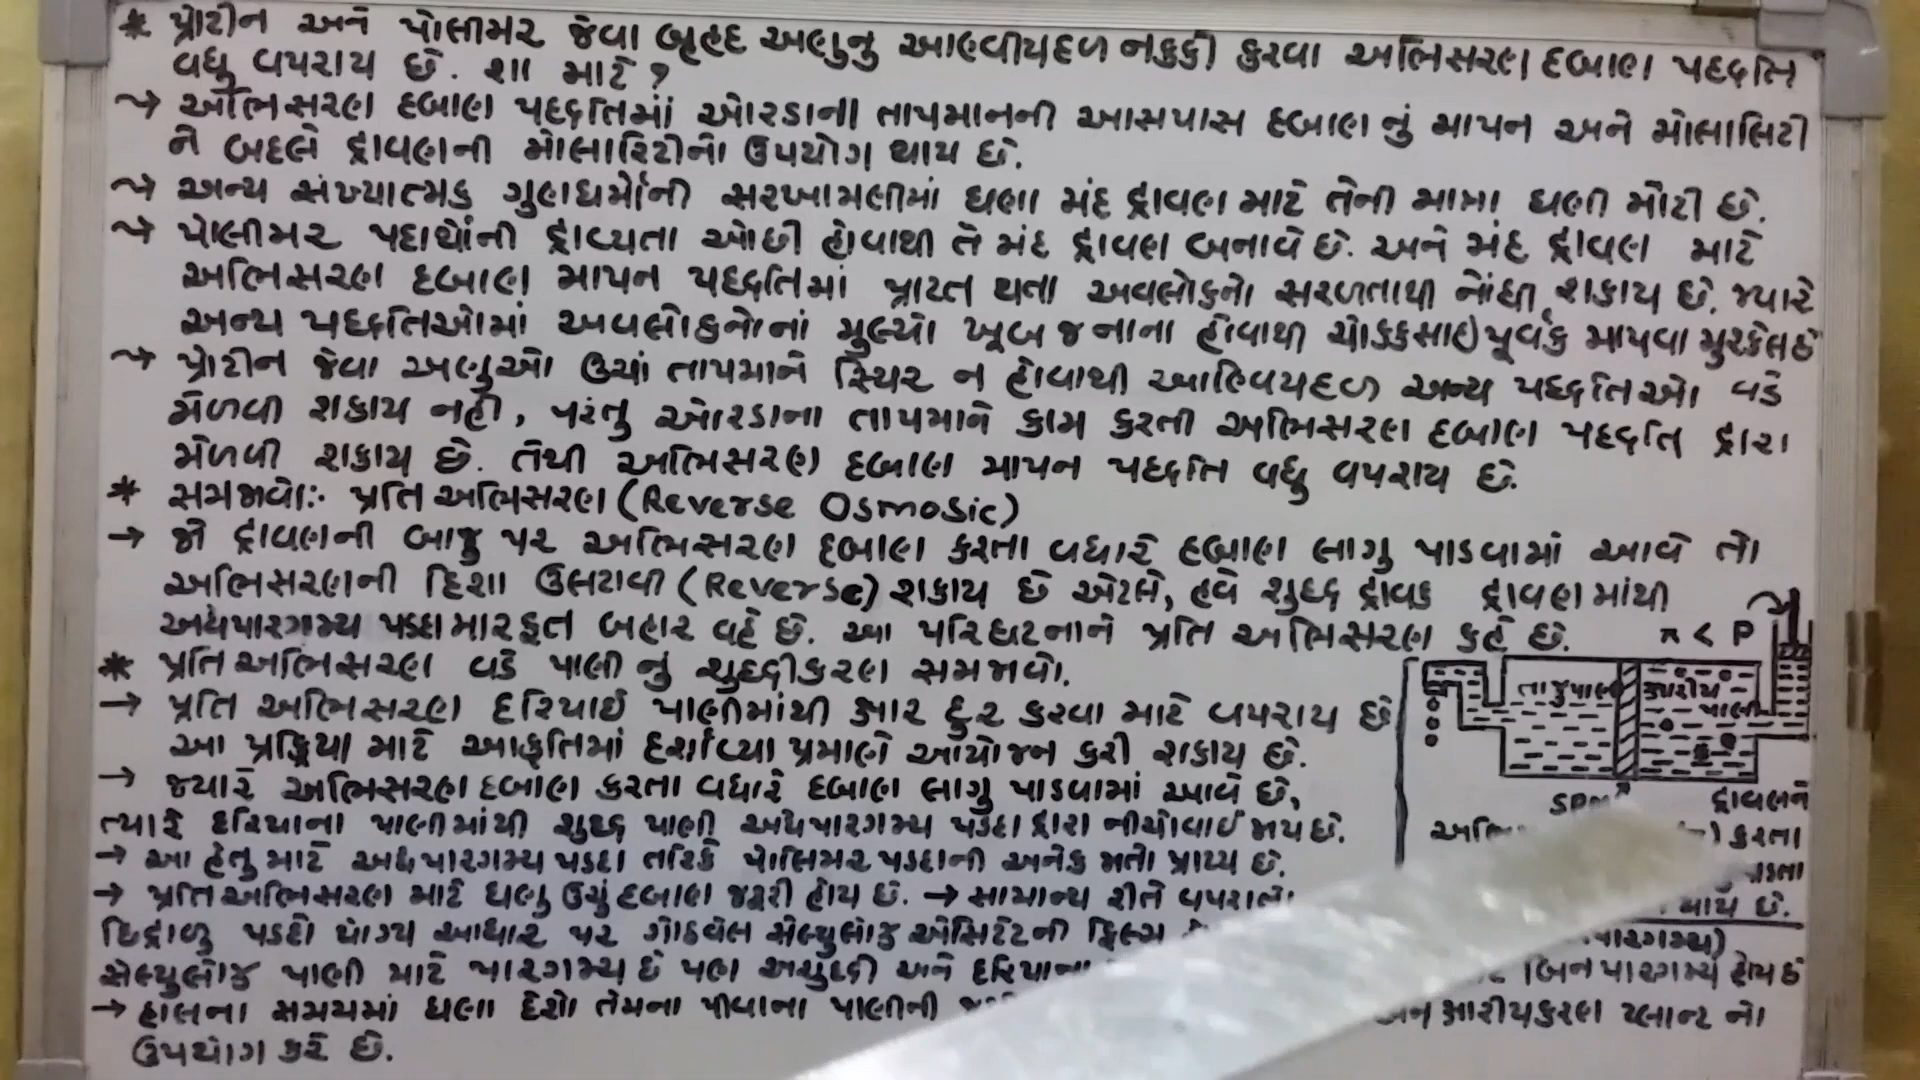 * પ્રોટીન અને પોલીમર જેવા બૃહદ અણુનુ આણ્વીયદળ નક્કી કરવા અભિસરણ દબાણ પદ્દ્ધતિ
વધુ વપરાય છે. શા માટે ?
→ અભિસરણ દબાણ પદ્દ્ધતિમાં ઓરડાના તાપમાનની આસપાસ દબાણ નું માપન અને મોલાલિટી
ને બદલે દ્રાવણની મોલારિટીનો ઉપયોગ થાય છે.
→ અન્ય સંખ્યાત્મક ગુણધર્મોની સરખામણીમાં ઘણા મંદ દ્રાવણ માટે તેની માત્રા ઘણી મોટી છે.
→ પોલીમર પદાર્થોની દ્રાવ્યતા ઓછી હોવાથી તે મંદ દ્રાવણ બનાવે છે. અને મંદ દ્રાવણ માટે
અભિસરણ દબાણ માપન પદ્દ્ધતિમાં પ્રાપ્ત થતા અવલોકનો સરળતાથી નોંધી શકાય છે. જ્યારે
અન્ય પદ્દ્ધતિઓમાં અવલોકનોનાં મુલ્યો ખૂબ જ નાના હોવાથી ચોક્કસાઇ પૂર્વક માપવા મુશ્કેલ છે
→ પ્રોટીન જેવા અણુઓ ઉંચા તાપમાને સ્થિર ન હોવાથી આણ્વિયદળ અન્ય પદ્દ્ધતિઓ વડે
મેળવી શકાય નહી, પરંતુ ઓરડાના તાપમાને કામ કરતી અભિસરણ દબાણ પદ્દ્ધતિ દ્વારા
મેળવી શકાય છે. તેથી અભિસરણ દબાણ માપન પદ્દ્ધતિ વધુ વપરાય છે.
* સમજાવો:- પ્રતિ અભિસરણ (Reverse Osmosic)
→ જો દ્રાવણની બાજુ પર અભિસરણ દબાણ કરતા વધારે દબાણ લાગુ પાડવામાં આવે તો
અભિસરણની દિશા ઉલટાવી (Reverse) શકાય છે એટલે, હવે શુદ્ધ દ્રાવક દ્રાવણ માંથી
અર્ધપારગમ્ય પડદા મારફત બહાર વહે છે. આ પરિઘટનાને પ્રતિ અભિસરણ કહે છે.
π < P
* પ્રતિ અભિસરણ વડે પાણી નું શુદ્ધીકરણ સમજાવો.
તાજુ પાણી ક્ષારીય
પાણી
→ પ્રતિ અભિસરણ દરિયાઈ પાણીમાંથી ક્ષાર દુર કરવા માટે વપરાય છે
આ પ્રક્રિયા માટે આકૃતિમાં દર્શાવ્યા પ્રમાણે આયોજન કરી શકાય છે.
→ જ્યારે અભિસરણ દબાણ કરતા વધારે દબાણ લાગુ પાડવામાં આવે છે,
ત્યારે દરિયાના પાણીમાંથી શુદ્ધ પાણી અર્ધપારગમ્ય પડદા દ્વારા નીચોવાઈ જાય છે.
દ્રાવણને
કરતા
→ આ હેતુ માટે અર્ધપારગમ્ય પડદા તરિકે પોલિમર પડદાની અનેક જાતો પ્રાપ્ય છે.
→ પ્રતિ અભિસરણ માટે ઘણુ ઉચું દબાણ જરૂરી હોય છે. → સામાન્ય રીતે
છે.
છિદ્રાળુ પડદો યોગ્ય આધાર પર ગોઠવેલ સેલ્યુલોઝ એસિટેટની ફિલ્મ
સેલ્યુલોઝ પાણી માટે પારગમ્ય છે પણ અશુદ્ધી અને દરિયાના બિનપારગમ્ય હોય છે
→ હાલના સમયમાં ઘણા દેશો તેમના પીવાના પાણીની ક્ષારીયકરણ પ્લાન્ટ નો
ઉપયોગ કરે છે.